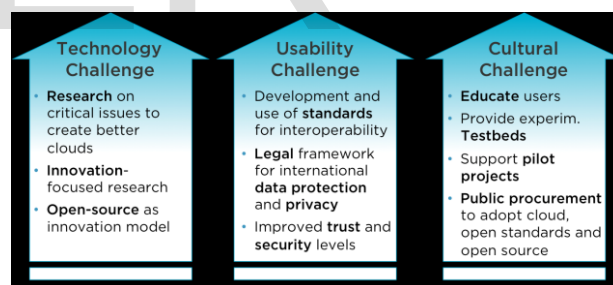 Technology
Challenge
• Research on
critical issues to
create better
clouds
• Innovation-
focused research
• Open-source as
innovation model
Usability
Challenge
• Development and
use of standards
for interoperability
• Legal framework
for international
data protection
and privacy
• Improved trust and
security levels
Cultural
Challenge
• Educate users
• Provide experim.
Testbeds
• Support pilot
projects
• Public procurement
to adopt cloud,
open standards and
open source